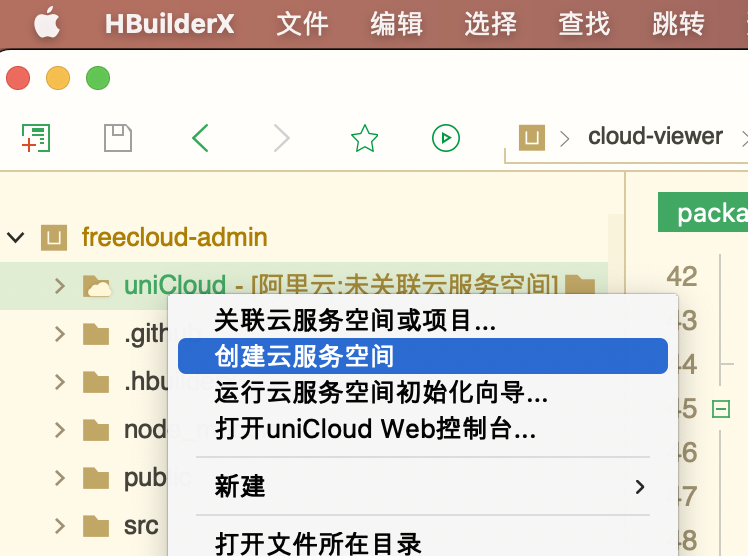 HBuilderX 文件 编辑 选择 查找 跳转
cloud-viewer
freecloud-admin
packa
uniCloud - [阿里云:未关联云服务空间]
42
关联云服务空间或项目...
43
.github
创建云服务空间
44
.hbuilde
运行云服务空间初始化向导...
45
node_m
打开uniCloud Web控制台...
46
public
新建
47
src
打开文件所在目录
48